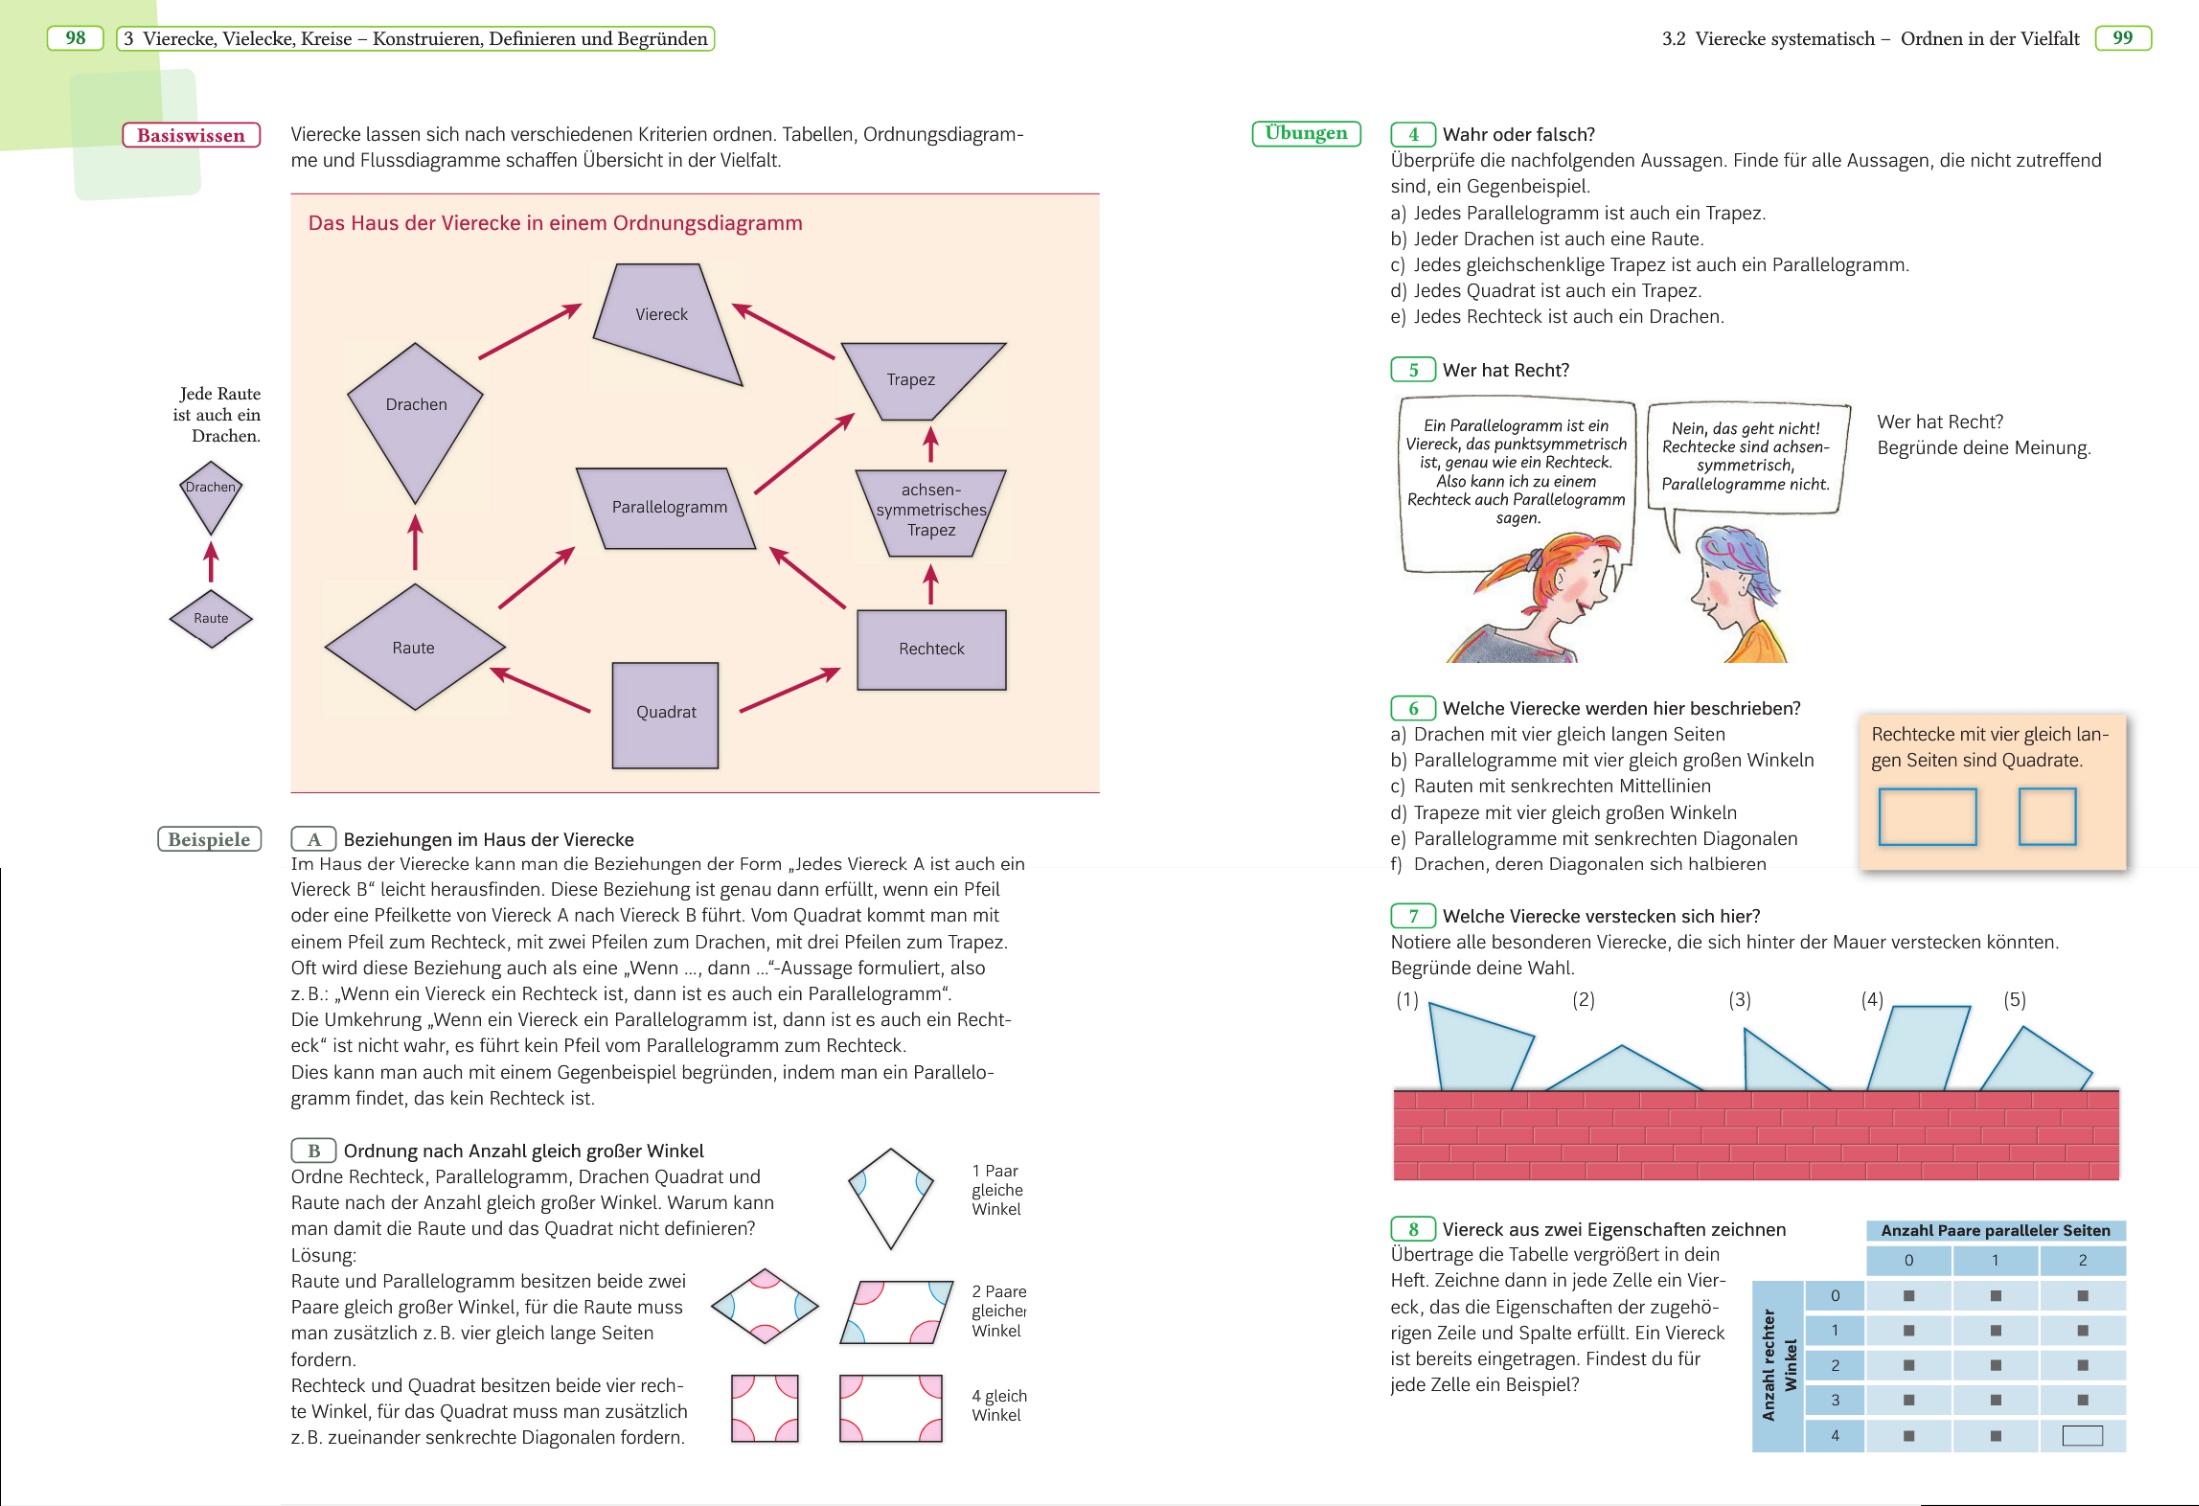 98
3 Vierecke, Vielecke, Kreise – Konstruieren, Definieren und Begründen
Basiswissen
Vierecke lassen sich nach verschiedenen Kriterien ordnen. Tabellen, Ordnungsdiagram-
me und Flussdiagramme schaffen Übersicht in der Vielfalt.
Das Haus der Vierecke in einem Ordnungsdiagramm
Viereck
Trapez
Drachen
Parallelogramm
achsen-
symmetrisches
Trapez
Raute
Rechteck
Quadrat
Jede Raute
ist auch ein
Drachen.
Drachen
Raute
Beispiele
A Beziehungen im Haus der Vierecke
Im Haus der Vierecke kann man die Beziehungen der Form „Jedes Viereck A ist auch ein
Viereck B“ leicht herausfinden. Diese Beziehung ist genau dann erfüllt, wenn ein Pfeil
oder eine Pfeilkette von Viereck A nach Viereck B führt. Vom Quadrat kommt man mit
einem Pfeil zum Rechteck, mit zwei Pfeilen zum Drachen, mit drei Pfeilen zum Trapez.
Oft wird diese Beziehung auch als eine „Wenn ..., dann ...“-Aussage formuliert, also
z. B.: „Wenn ein Viereck ein Rechteck ist, dann ist es auch ein Parallelogramm“.
Die Umkehrung „Wenn ein Viereck ein Parallelogramm ist, dann ist es auch ein Recht-
eck“ ist nicht wahr, es führt kein Pfeil vom Parallelogramm zum Rechteck.
Dies kann man auch mit einem Gegenbeispiel begründen, indem man ein Parallelo-
gramm findet, das kein Rechteck ist.
B Ordnung nach Anzahl gleich großer Winkel
Ordne Rechteck, Parallelogramm, Drachen Quadrat und
Raute nach der Anzahl gleich großer Winkel. Warum kann
man damit die Raute und das Quadrat nicht definieren?
Lösung:
Raute und Parallelogramm besitzen beide zwei
Paare gleich großer Winkel, für die Raute muss
man zusätzlich z. B. vier gleich lange Seiten
fordern.
Rechteck und Quadrat besitzen beide vier rech-
te Winkel, für das Quadrat muss man zusätzlich
z. B. zueinander senkrechte Diagonalen fordern.
1 Paar
gleiche
Winkel
2 Paare
gleicher
Winkel
4 gleich
Winkel
3.2 Vierecke systematisch – Ordnen in der Vielfalt
99
Übungen
4 Wahr oder falsch?
Überprüfe die nachfolgenden Aussagen. Finde für alle Aussagen, die nicht zutreffend
sind, ein Gegenbeispiel.
a) Jedes Parallelogramm ist auch ein Trapez.
b) Jeder Drachen ist auch eine Raute.
c) Jedes gleichschenklige Trapez ist auch ein Parallelogramm.
d) Jedes Quadrat ist auch ein Trapez.
e) Jedes Rechteck ist auch ein Drachen.
5 Wer hat Recht?
Ein Parallelogramm ist ein
Viereck, das punktsymmetrisch
ist, genau wie ein Rechteck.
Also kann ich zu einem
Rechteck auch Parallelogramm
sagen.
Nein, das geht nicht!
Rechtecke sind achsen-
symmetrisch,
Parallelogramme nicht.
Wer hat Recht?
Begründe deine Meinung.
6 Welche Vierecke werden hier beschrieben?
a) Drachen mit vier gleich langen Seiten
b) Parallelogramme mit vier gleich großen Winkeln
c) Rauten mit senkrechten Mittellinien
d) Trapeze mit vier gleich großen Winkeln
e) Parallelogramme mit senkrechten Diagonalen
f) Drachen, deren Diagonalen sich halbieren
Rechtecke mit vier gleich lan-
gen Seiten sind Quadrate.
7 Welche Vierecke verstecken sich hier?
Notiere alle besonderen Vierecke, die sich hinter der Mauer verstecken könnten.
Begründe deine Wahl.
(1) (2) (3) (4) (5)
8 Viereck aus zwei Eigenschaften zeichnen
Übertrage die Tabelle vergrößert in dein
Heft. Zeichne dann in jede Zelle ein Vier-
eck, das die Eigenschaften der zugehö-
rigen Zeile und Spalte erfüllt. Ein Viereck
ist bereits eingetragen. Findest du für
jede Zelle ein Beispiel?
Anzahl Paare paralleler Seiten
0 1 2
Anzahl rechter
Winkel
0
1
2
3
4